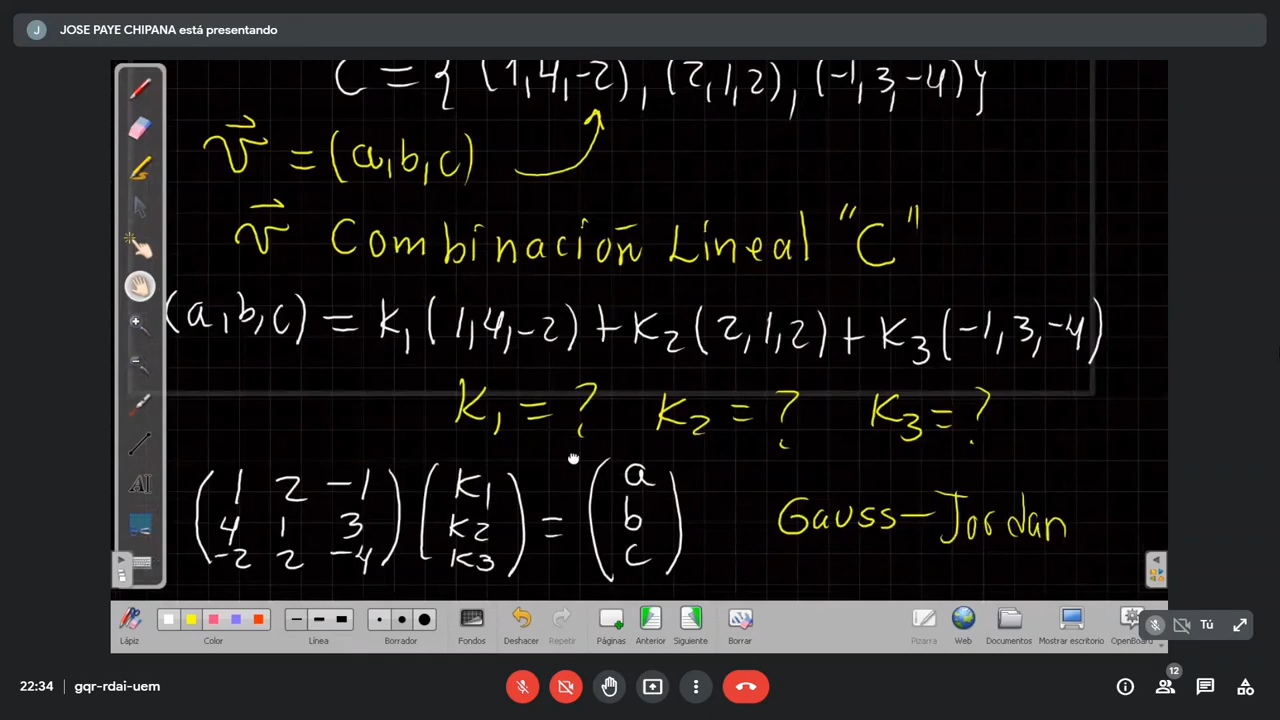 JOSE PAYE CHIPANA está presentando
J
C = { (1,4,-2), (2,1,2), (-1,3,-4)}
v⃗ = (a,b,c)
v⃗ Combinación Lineal "C"
(a,b,c) = K₁(1,4,-2) + K₂(2,1,2) + K₃(-1,3,-4)
K₁ = ? K₂ = ? K₃ = ?
1 2 -1 K1 a
4 1 3 K2 = b
-2 2 -4 K3 c
Gauss-Jordan
AI
Lápiz Color Línea Borrador Fondos Deshacer Repetir Páginas Anterior Siguiente Borrar Pizarra Web Documentos Mostrar escritorio OpenBoard
Tú
22:34 gqr-rdai-uem
12